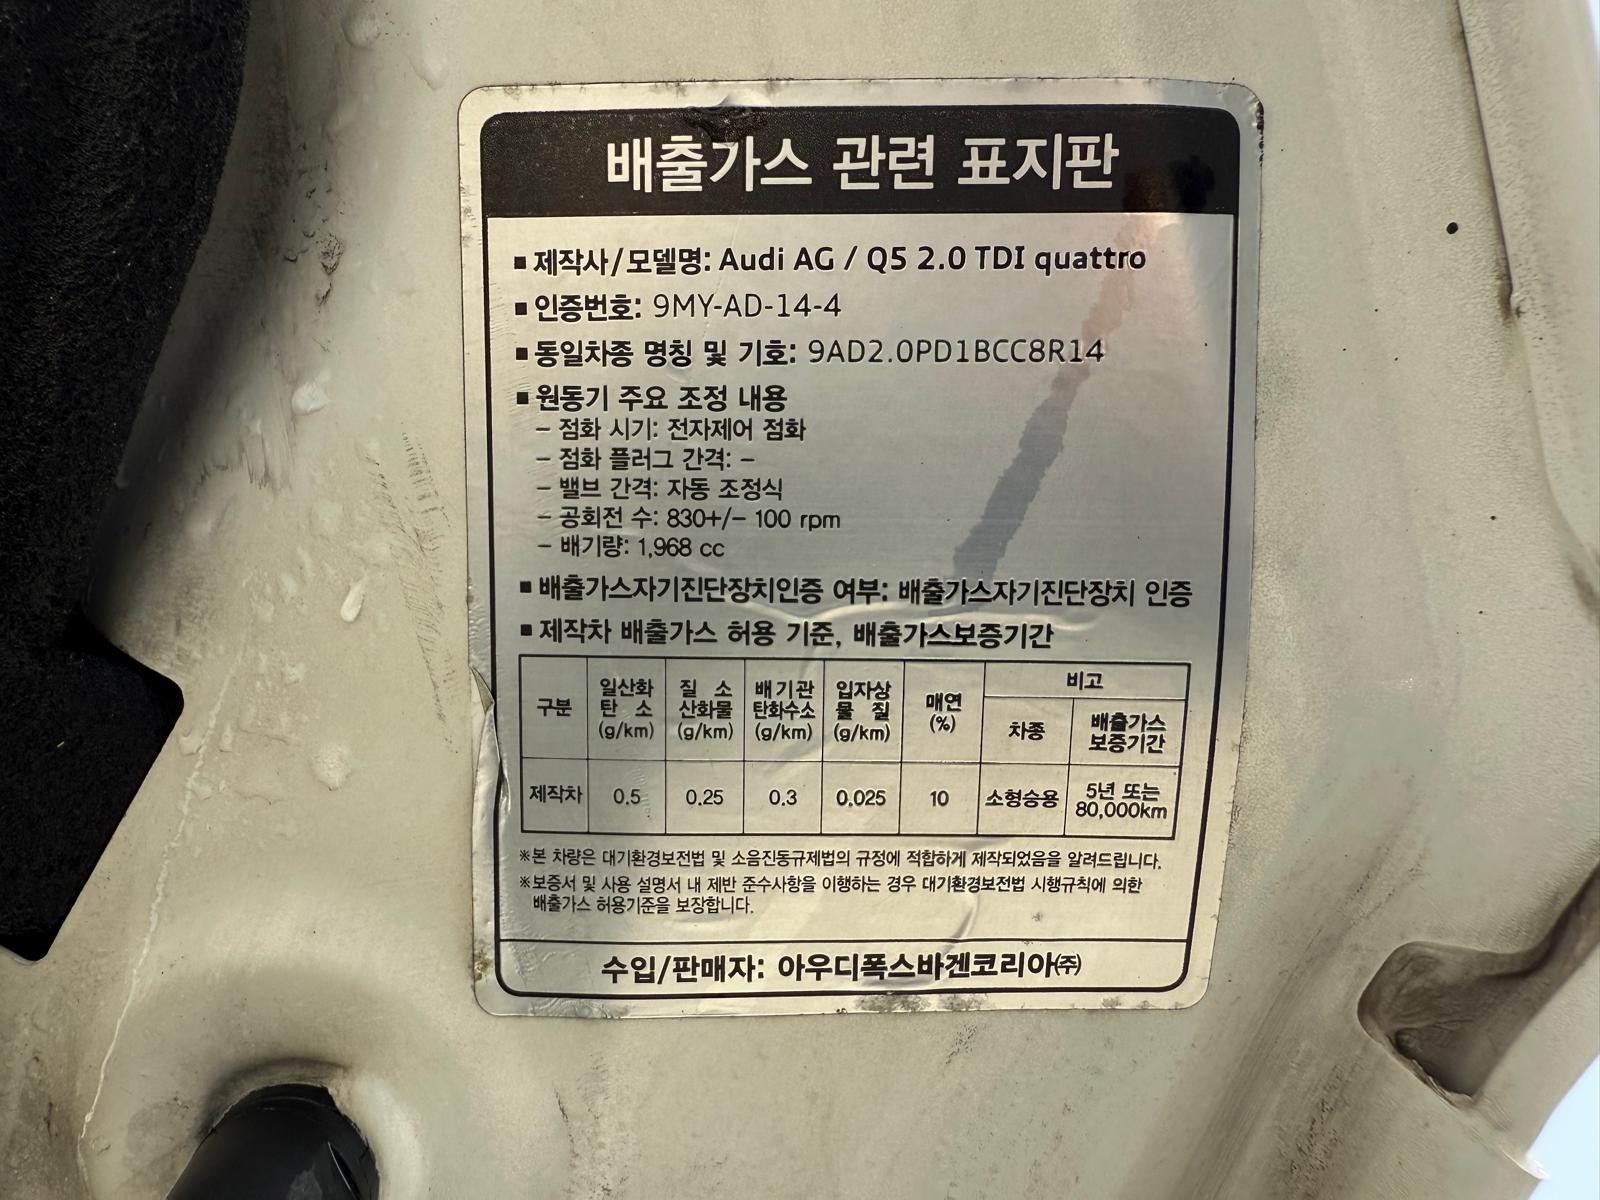 배출가스 관련 표지판
■ 제작사/모델명: Audi AG / Q5 2.0 TDI quattro
■ 인증번호: 9MY-AD-14-4
■ 동일차종 명칭 및 기호: 9AD2.0PD1BCC8R14
■ 원동기 주요 조정 내용
– 점화 시기: 전자제어 점화
– 점화 플러그 간격: –
– 밸브 간격: 자동 조정식
– 공회전 수: 830+/– 100 rpm
– 배기량: 1,968 cc
■ 배출가스자기진단장치인증 여부: 배출가스자기진단장치 인증
■ 제작차 배출가스 허용 기준, 배출가스보증기간
구분 일산화 탄 소 (g/km) 질 소 산화물 (g/km) 배기관 탄화수소 (g/km) 입자상 물 질 (g/km) 매연 (%) 비고
차종 배출가스 보증기간
제작차 0.5 0.25 0.3 0.025 10 소형승용 5년 또는 80,000km
※본 차량은 대기환경보전법 및 소음진동규제법의 규정에 적합하게 제작되었음을 알려드립니다.
※보증서 및 사용 설명서 내 제반 준수사항을 이행하는 경우 대기환경보전법 시행규칙에 의한
배출가스 허용기준을 보장합니다.
수입/판매자: 아우디폭스바겐코리아㈜